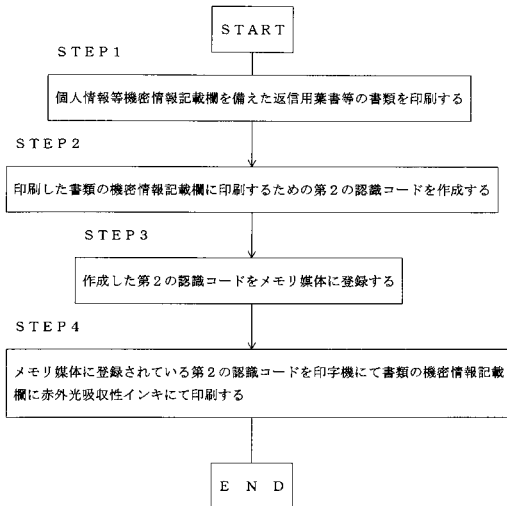 START
STEP1
個人情報等機密情報記載欄を備えた返信用葉書等の書類を印刷する
STEP2
印刷した書類の機密情報記載欄に印刷するための第2の認識コードを作成する
STEP3
作成した第2の認識コードをメモリ媒体に登録する
STEP4
メモリ媒体に登録されている第2の認識コードを印字機にて書類の機密情報記載
欄に赤外光吸収性インキにて印刷する
END